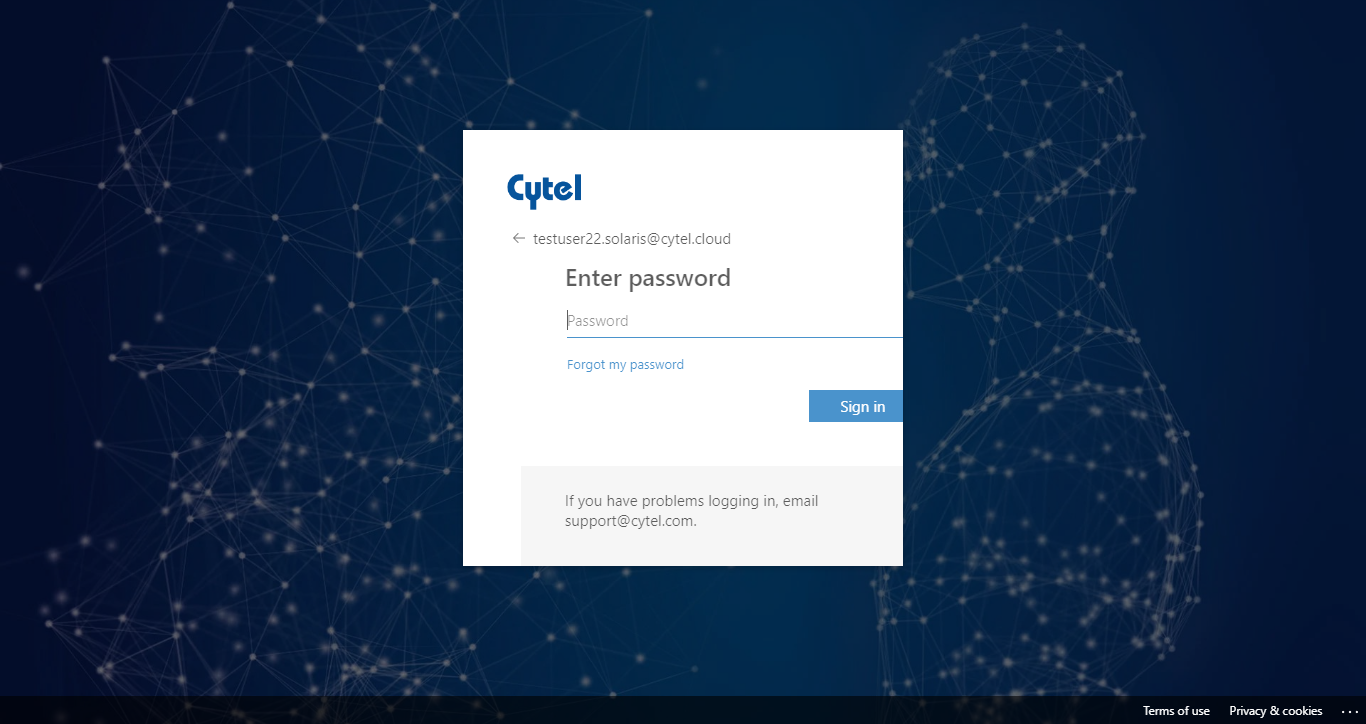 Cytel
testuser22.solaris@cytel.cloud
Enter password
Password
Forgot my password
Sign in
If you have problems logging in, email
support@cytel.com.
Terms of use Privacy & cookies ...